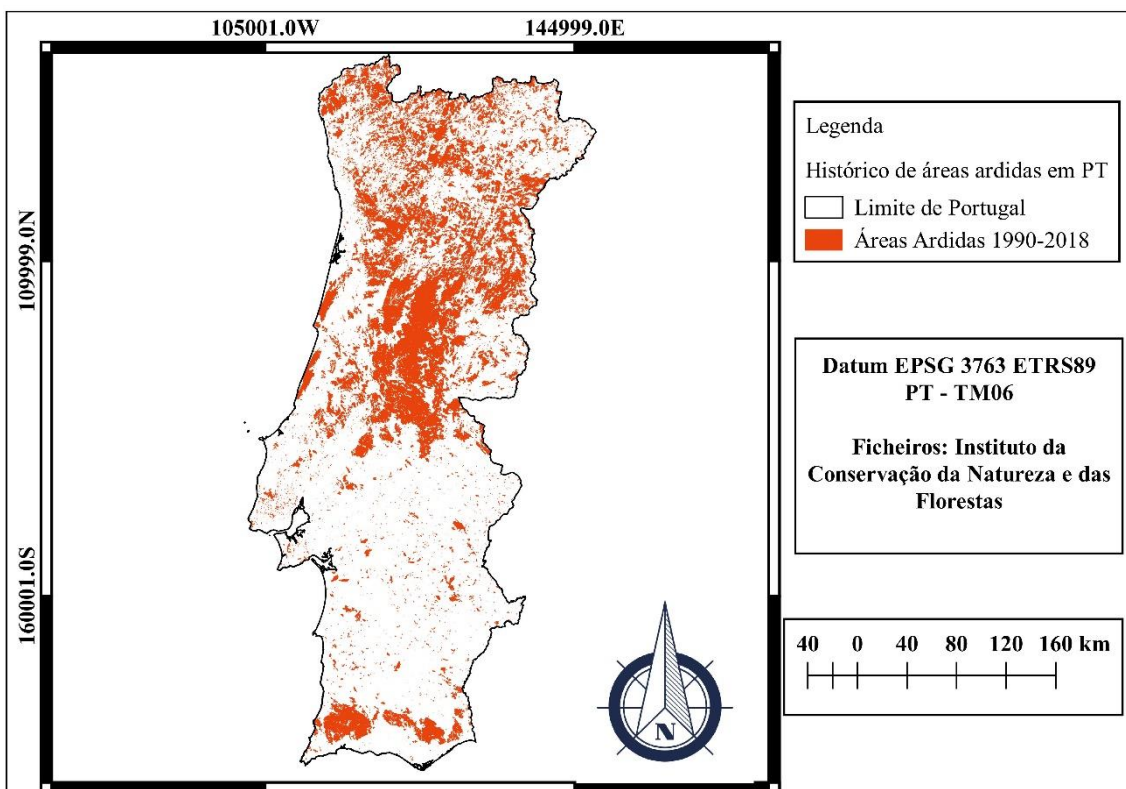 105001.0W 144999.0E
109999.0N
160001.0S
Legenda
Histórico de áreas ardidas em PT
Limite de Portugal
Áreas Ardidas 1990-2018
Datum EPSG 3763 ETRS89
PT - TM06
Ficheiros: Instituto da
Conservação da Natureza e das
Florestas
40 0 40 80 120 160 km
N